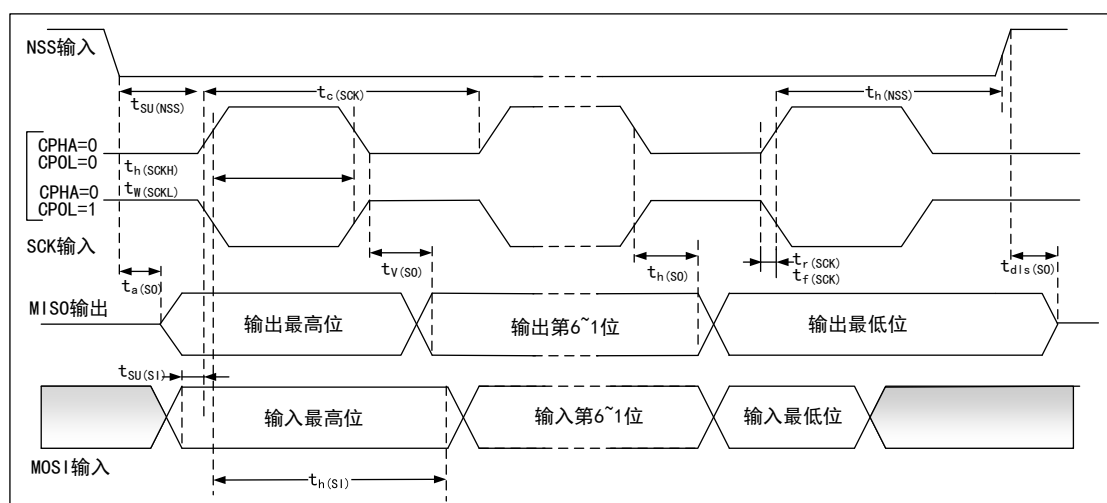 NSS输入
tSU(NSS)
tc(SCK)
th(NSS)
CPHA=0
CPOL=0
th(SCKH)
CPHA=0
CPOL=1
tW(SCKL)
SCK输入
ta(SO)
tV(SO)
th(SO)
tr(SCK)
tf(SCK)
tdis(SO)
MISO输出
输出最高位
输出第6~1位
输出最低位
tSU(SI)
输入最高位
输入第6~1位
输入最低位
MOSI输入
th(SI)